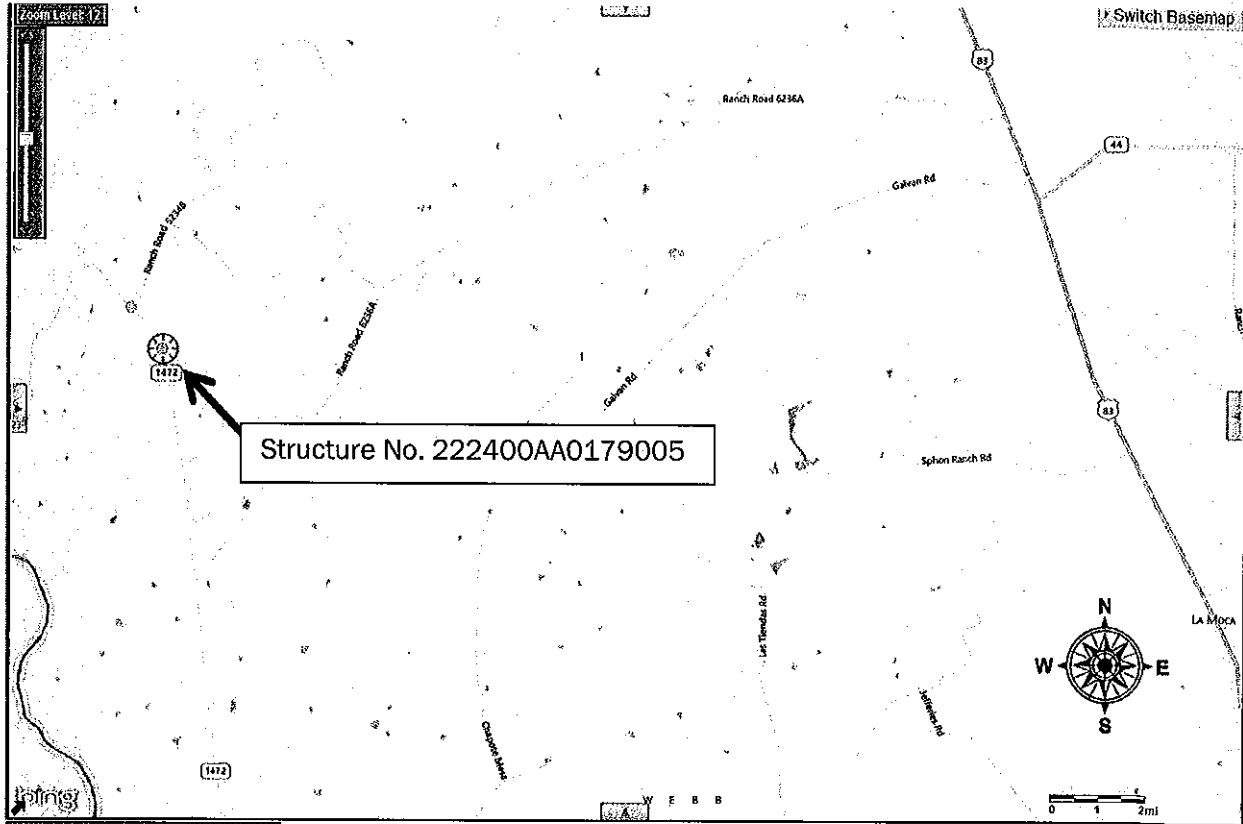 Zoom Level: 12
Switch Basemap
83
Ranch Road 6236A
44
Galvan Rd
Ranch Road 5234B
Ranch Road 6236A
1472
Galvan Rd
83
Structure No. 222400AA0179005
Sphon Ranch Rd
Las Tiendas Rd
N
LA MOCA
W
E
S
Jefferies Rd
1472
bing
W E B B
0 1 2mi